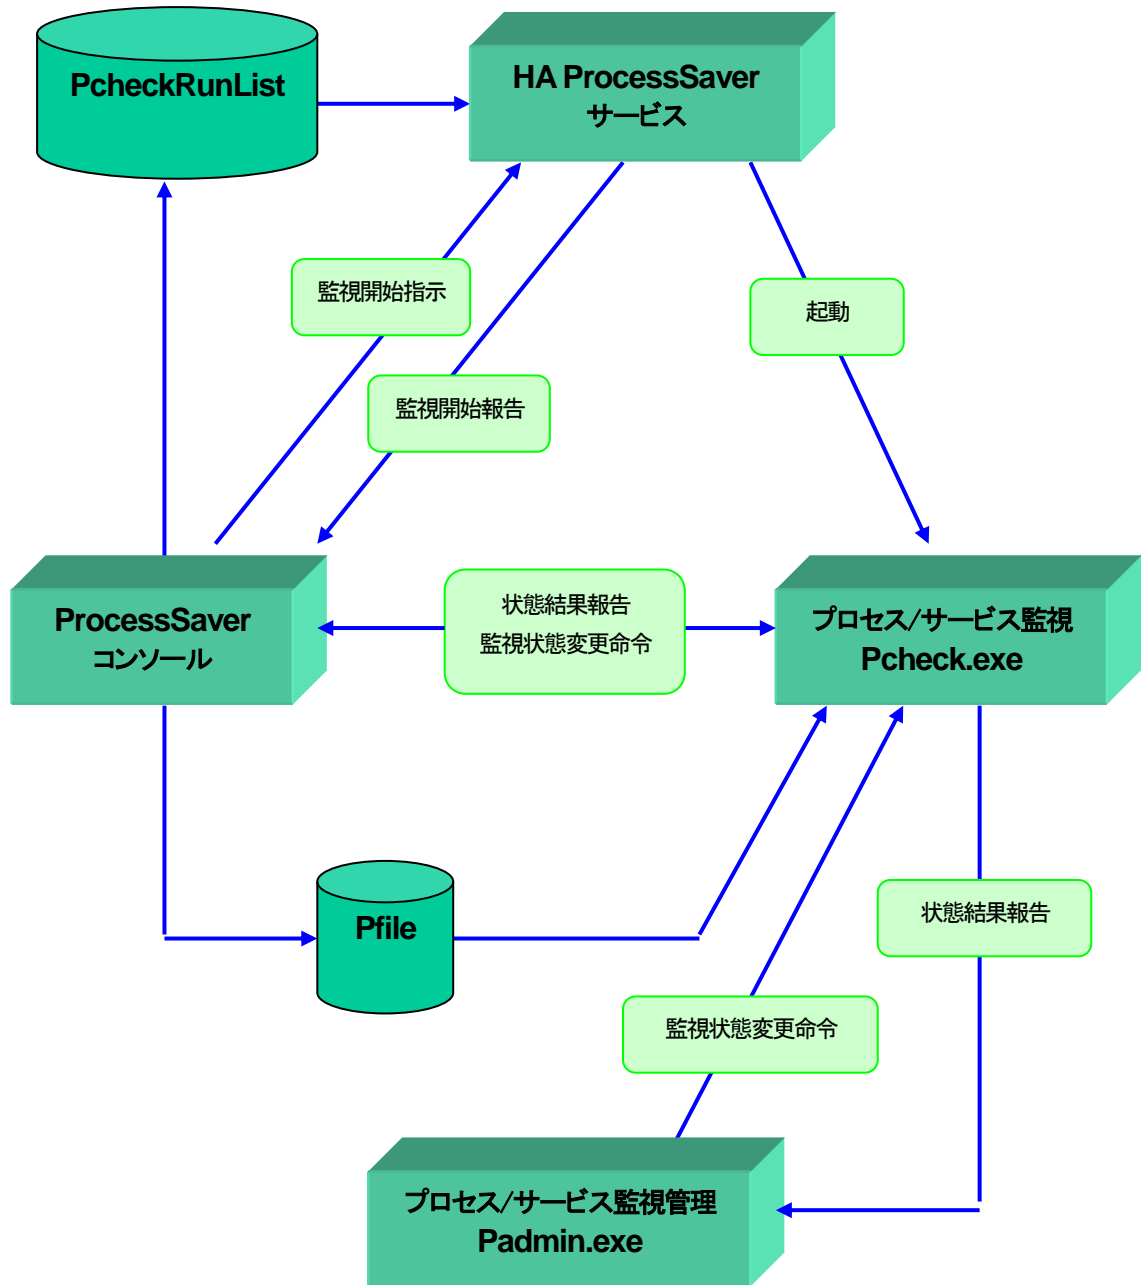 PcheckRunList
HA ProcessSaver
サービス
監視開始指示
起動
監視開始報告
ProcessSaver
コンソール
状態結果報告
監視状態変更命令
プロセス/サービス監視
Pcheck.exe
Pfile
状態結果報告
監視状態変更命令
プロセス/サービス監視管理
Padmin.exe